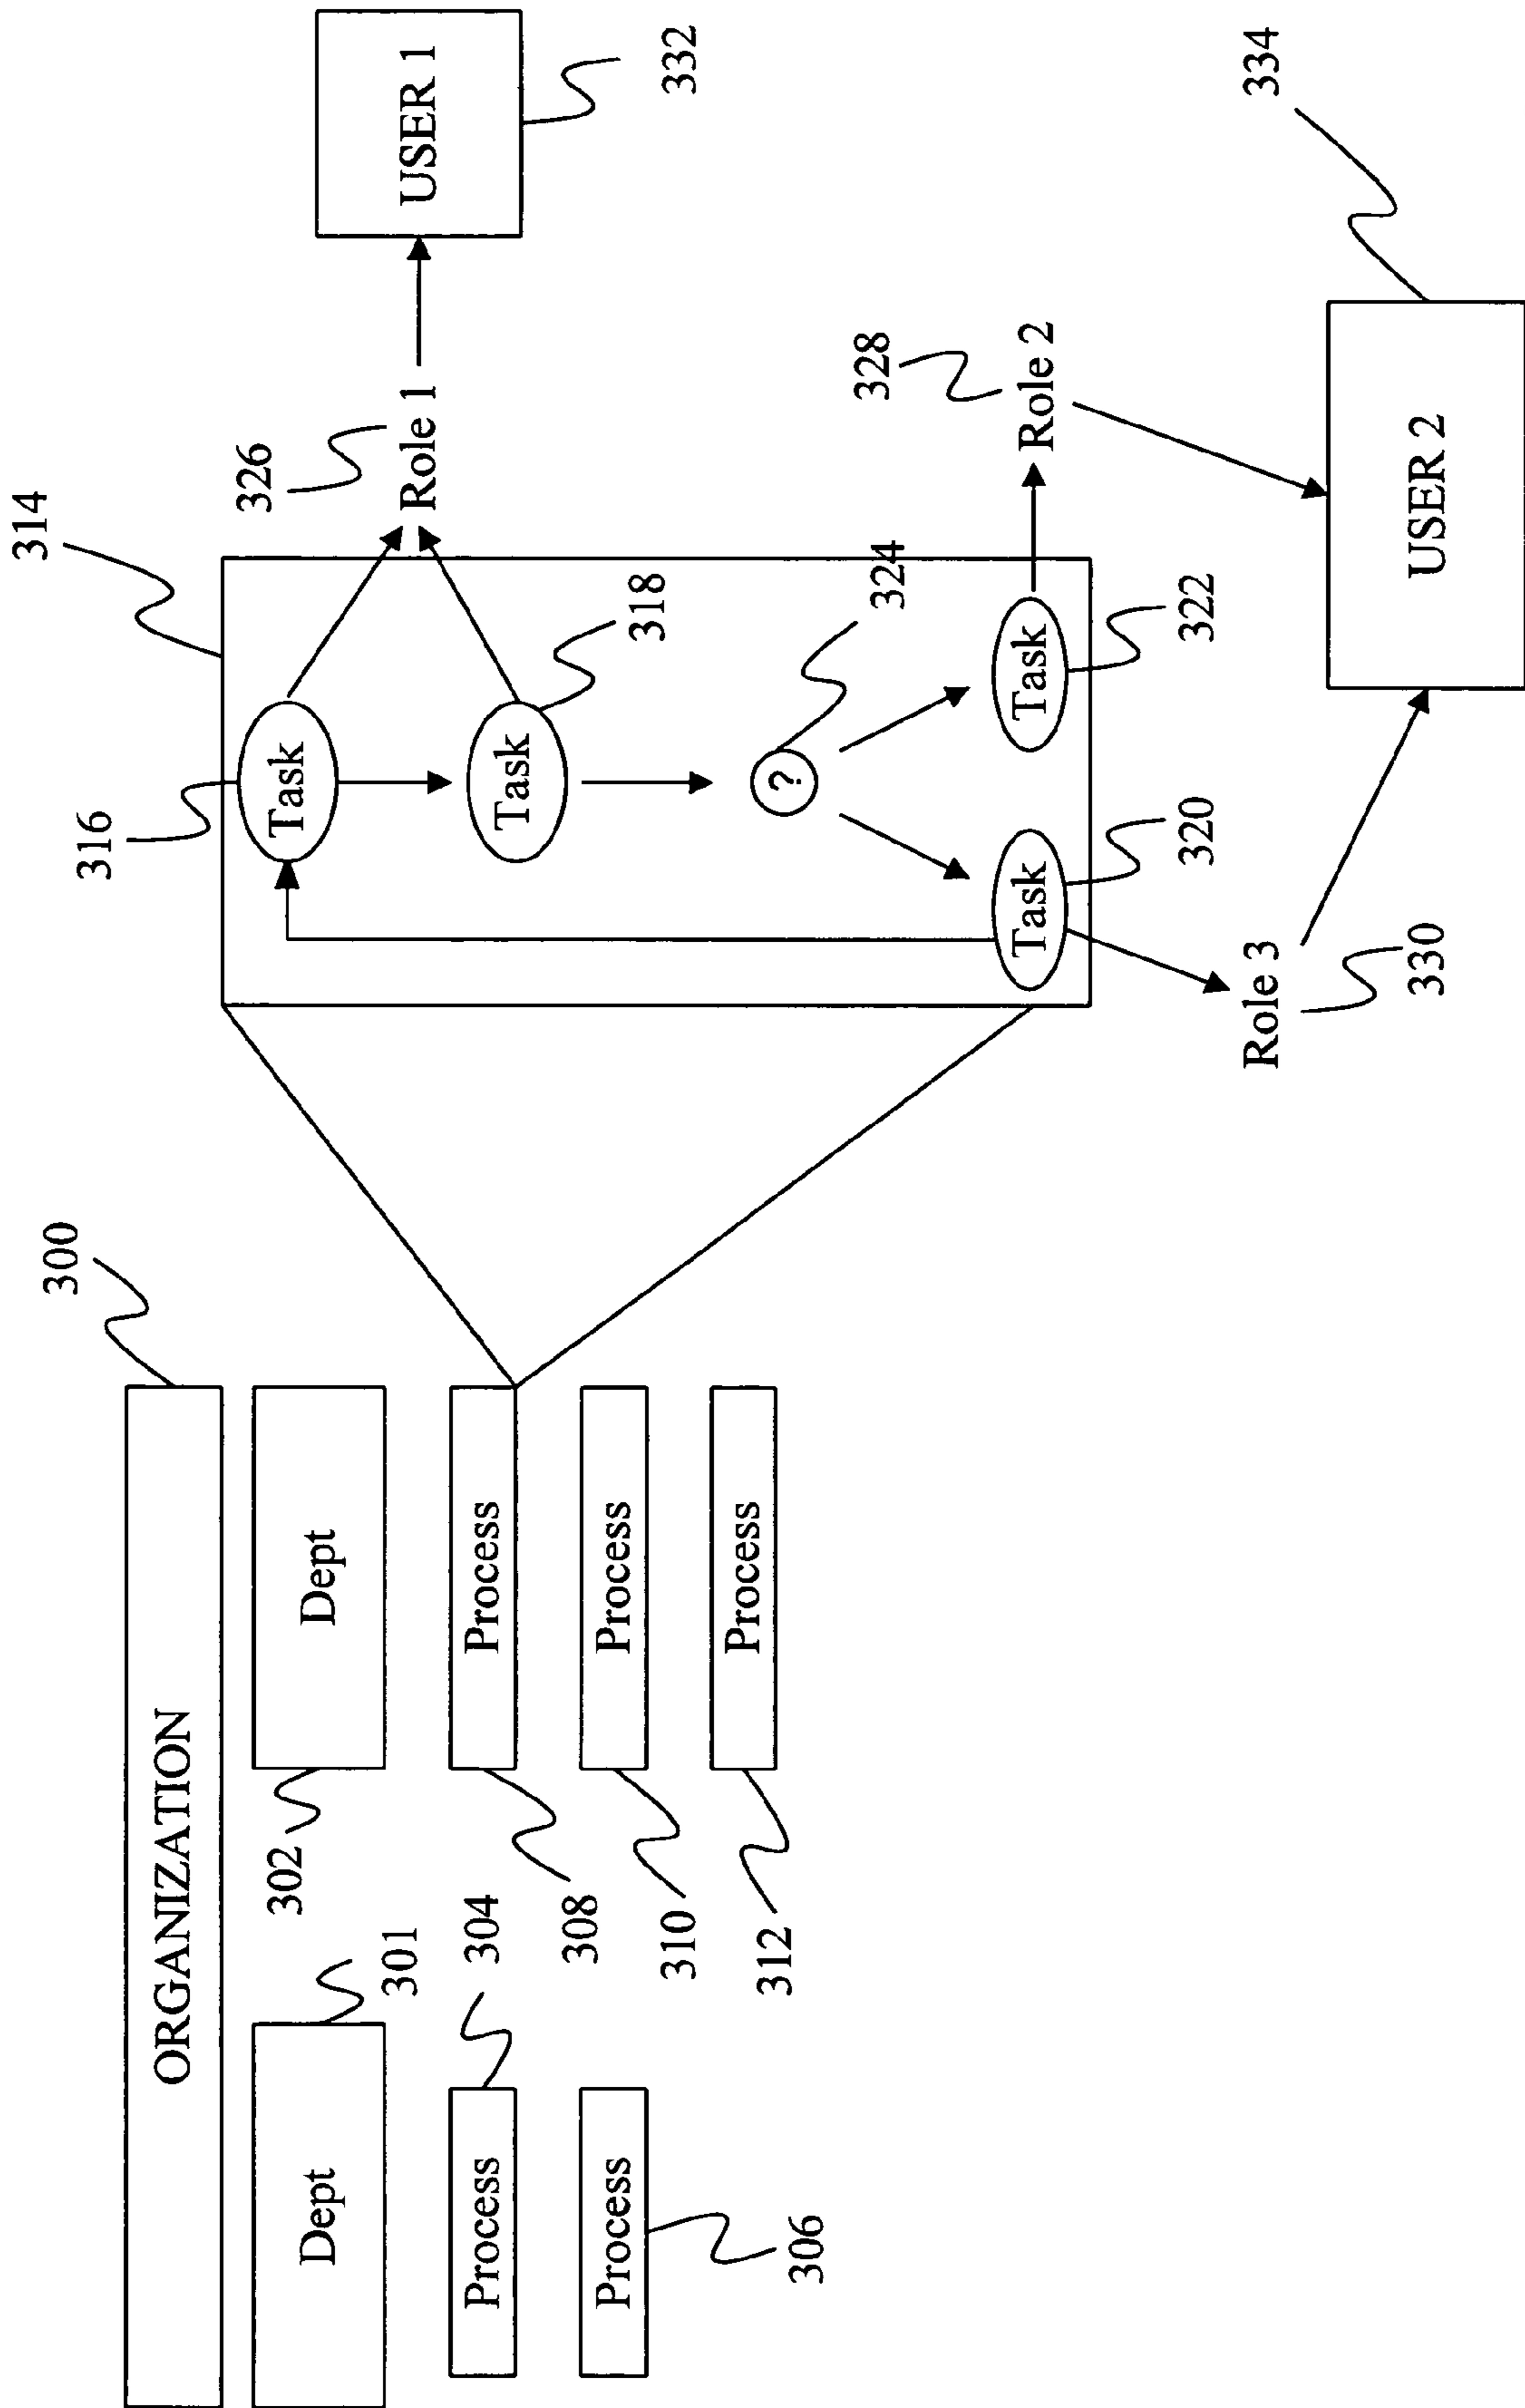 300
ORGANIZATION
Dept
301
302
Dept
Process
304
Process
306
308
Process
310
Process
312
Process
314
316
Task
Task
318
?
324
Task
320
Task
322
326
Role 1
328
Role 2
Role 3
330
USER 1
332
USER 2
334